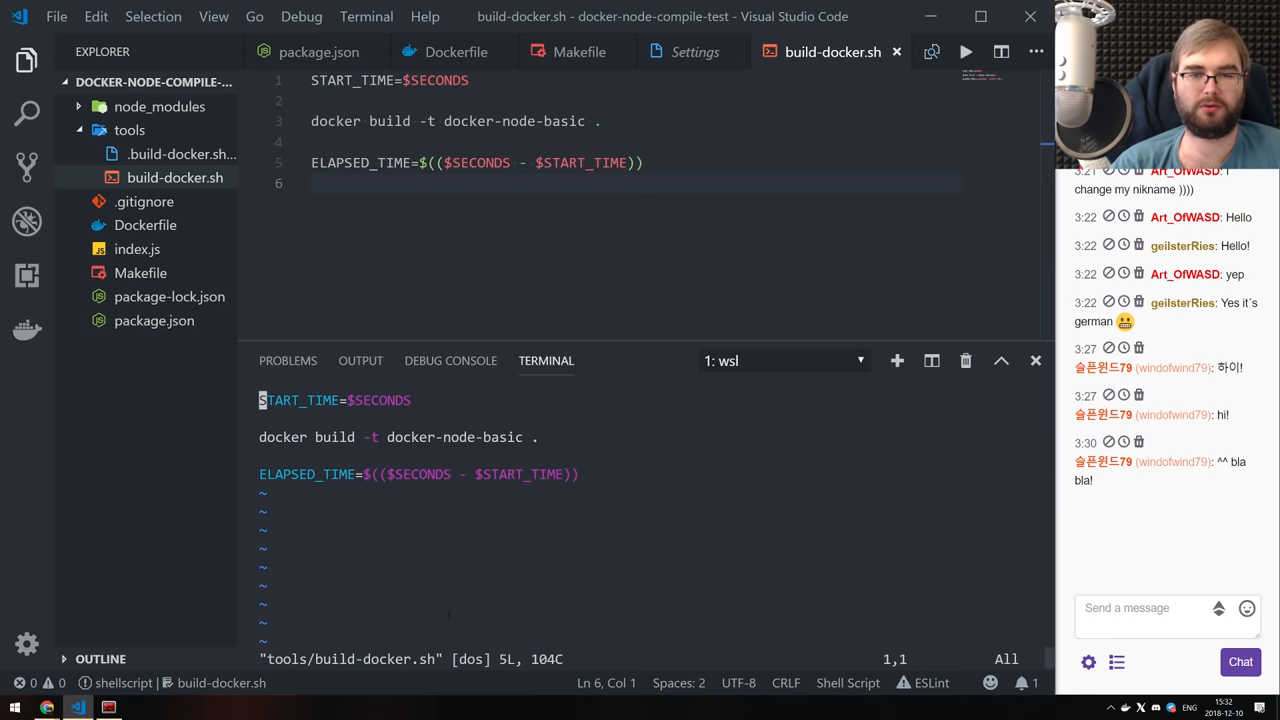 File Edit Selection View Go Debug Terminal Help build-docker.sh - docker-node-compile-test - Visual Studio Code
EXPLORER
package.json
Dockerfile
Makefile
Settings
build-docker.sh
DOCKER-NODE-COMPILE-...
node_modules
tools
.build-docker.sh...
build-docker.sh
.gitignore
Dockerfile
index.js
Makefile
package-lock.json
package.json
OUTLINE
1 START_TIME=$SECONDS
2
3 docker build -t docker-node-basic .
4
5 ELAPSED_TIME=$(($SECONDS - $START_TIME))
6
PROBLEMS OUTPUT DEBUG CONSOLE TERMINAL 1: wsl
START_TIME=$SECONDS
docker build -t docker-node-basic .
ELAPSED_TIME=$(($SECONDS - $START_TIME))
~
~
~
~
~
~
~
~
~
"tools/build-docker.sh" [dos] 5L, 104C 1,1 All
0 0 shellscript build-docker.sh Ln 6, Col 1 Spaces: 2 UTF-8 CRLF Shell Script ESLint 1
3:21 Art_OfWASD: I
change my nikname ))))
3:22 Art_OfWASD: Hello
3:22 geilsterRies: Hello!
3:22 Art_OfWASD: yep
3:22 geilsterRies: Yes it´s
german
3:27
슬픈윈드79 (windofwind79): 하이!
3:27
슬픈윈드79 (windofwind79): hi!
3:30
슬픈윈드79 (windofwind79): ^^ bla
bla!
Send a message
Chat
ENG
15:32
2018-12-10